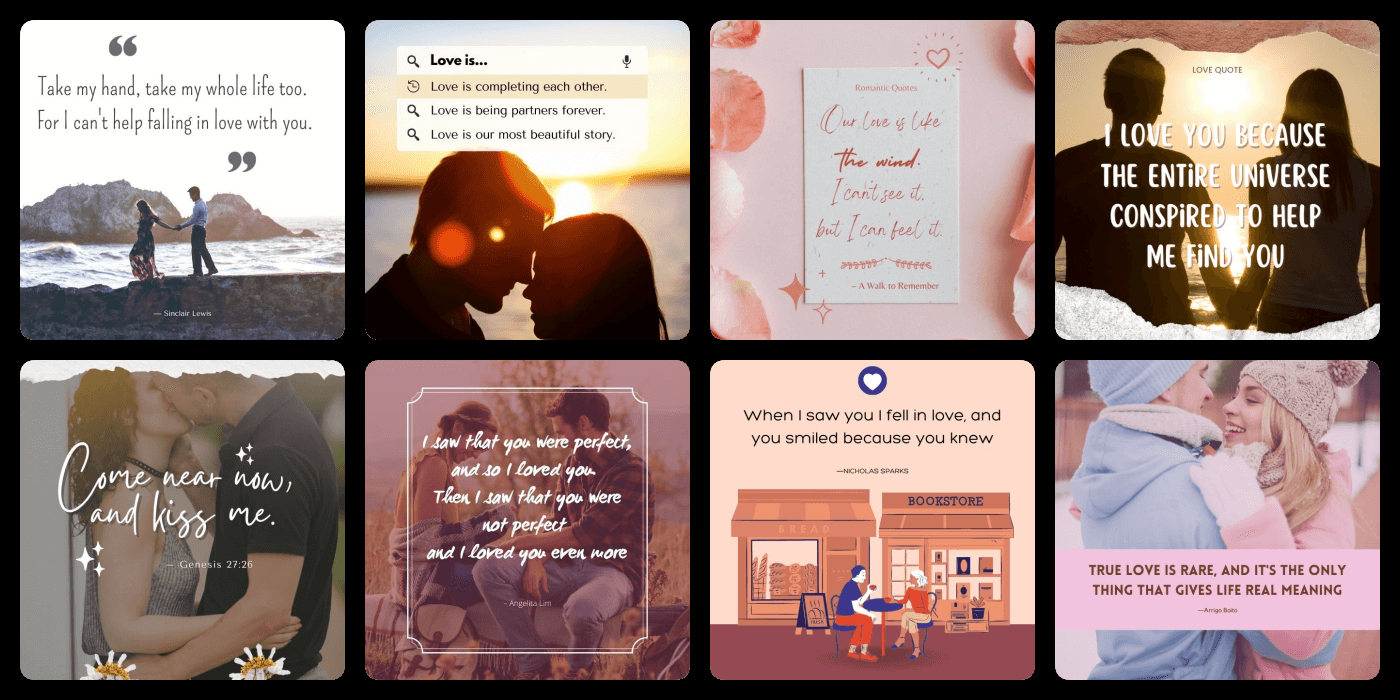 Take my hand, take my whole life too.
For I can't help falling in love with you.
— Sinclair Lewis
Love is...
Love is completing each other.
Love is being partners forever.
Love is our most beautiful story.
Romantic Quotes
Our love is like
the wind.
I can't see it.
but I can feel it.
– A Walk to Remember
LOVE QUOTE
I LOVE YOU BECAUSE
THE ENTIRE UNIVERSE
CONSPIRED TO HELP
ME FIND YOU
Come near now,
and kiss me.
– Genesis 27:26
I saw that you were perfect,
and so I loved you.
Then I saw that you were
not perfect
and I loved you even more
- Angelita Lim
When I saw you I fell in love, and
you smiled because you knew
—NICHOLAS SPARKS
BREAD
BOOKSTORE
TRUE LOVE IS RARE, AND IT'S THE ONLY
THING THAT GIVES LIFE REAL MEANING
—Arrigo Boito